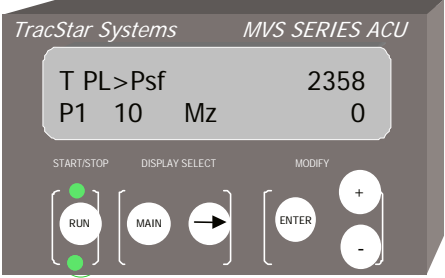 TracStar Systems MVS SERIES ACU
T PL>Psf 2358
P1 10 Mz 0
START/STOP DISPLAY SELECT MODIFY
+
RUN MAIN ENTER
-